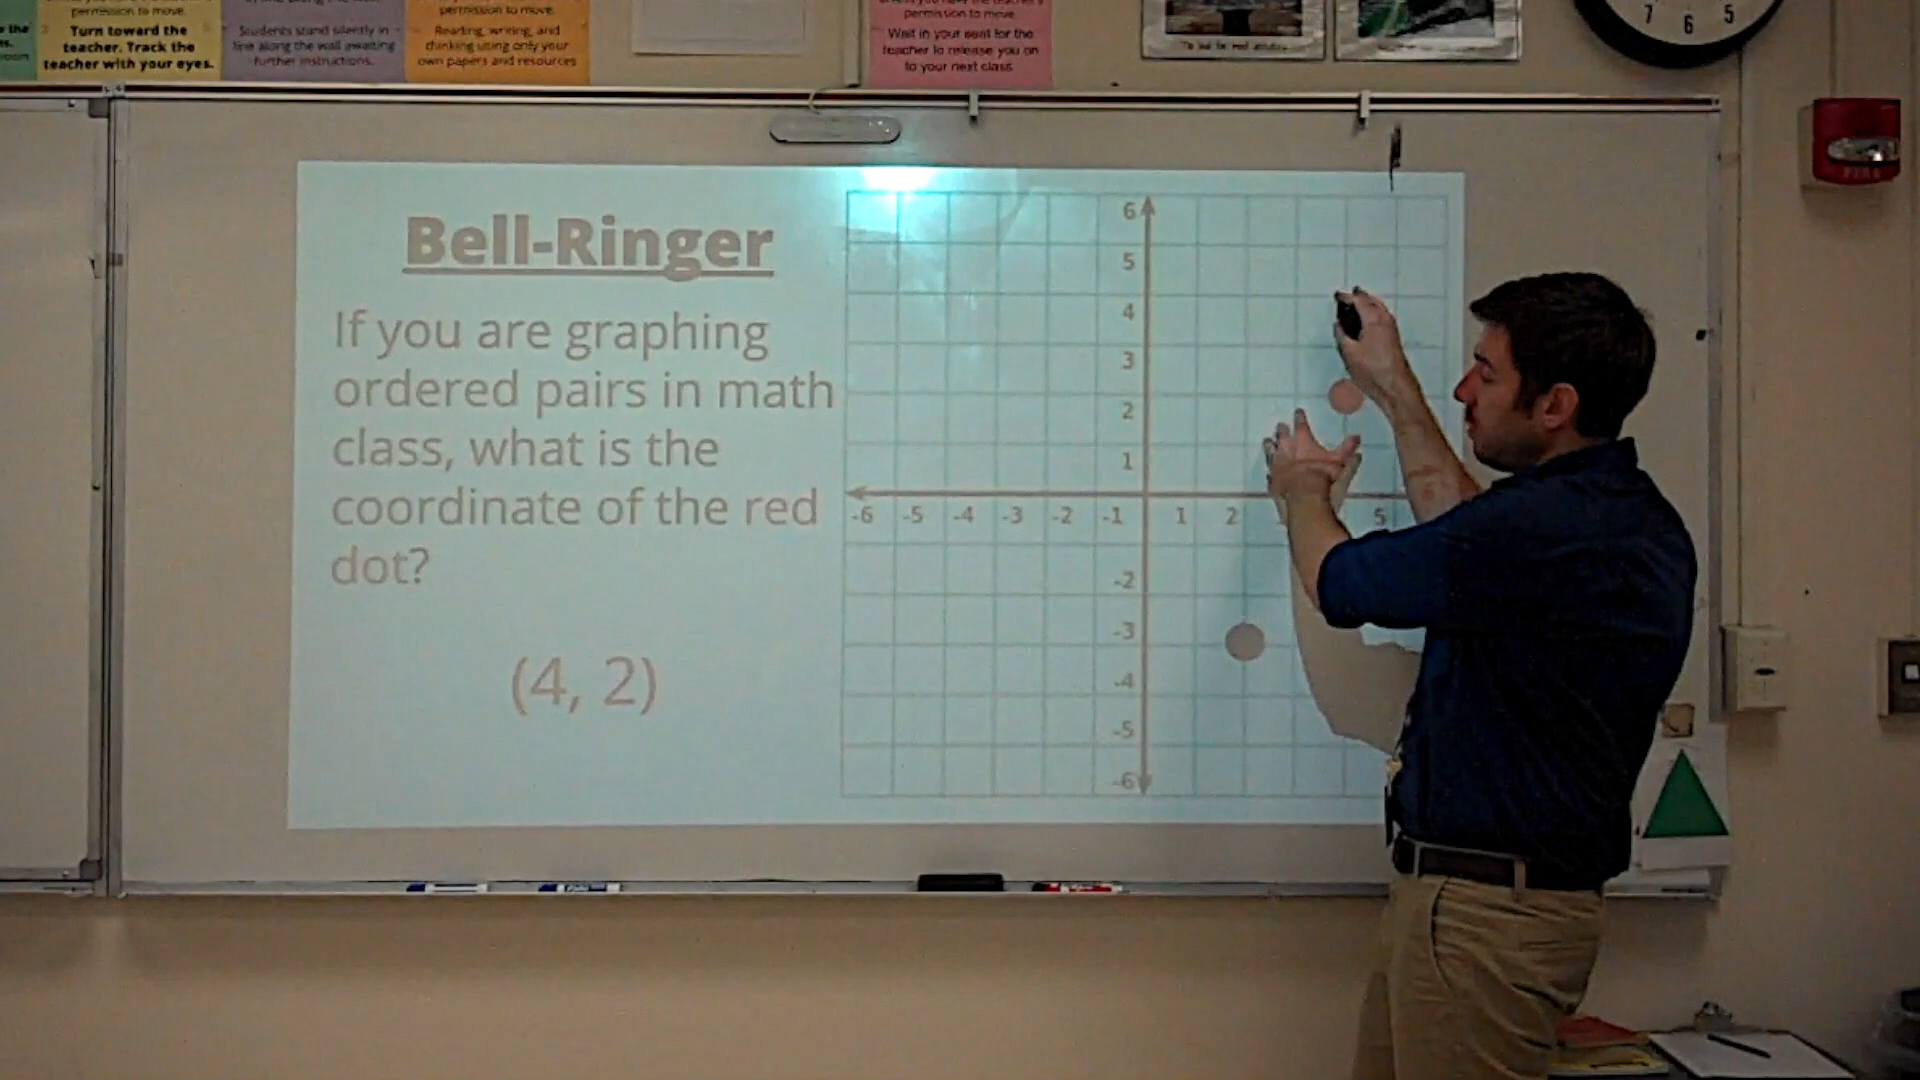 permission to move.
Turn toward the
teacher. Track the
teacher with your eyes.
Students stand silently in
line along the wall awaiting
further instructions.
permission to move.
Reading, writing, and
thinking using only your
own papers and resources
permission to move
Wait in your seat for the
teacher to release you on
to your next class
7 6 5
FIRE
Bell-Ringer
If you are graphing
ordered pairs in math
class, what is the
coordinate of the red
dot?
(4, 2)
6
5
4
3
2
1
-6 -5 -4 -3 -2 -1 1 2 5
-2
-3
-4
-5
-6